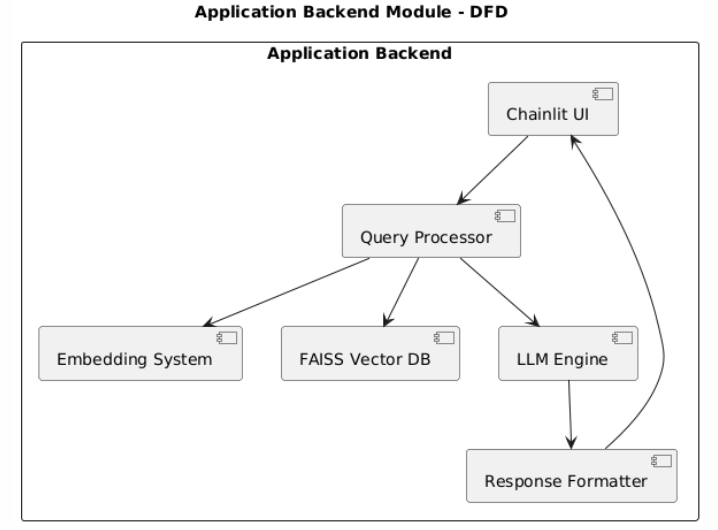 Application Backend Module - DFD
Application Backend
Chainlit UI
Query Processor
Embedding System
FAISS Vector DB
LLM Engine
Response Formatter